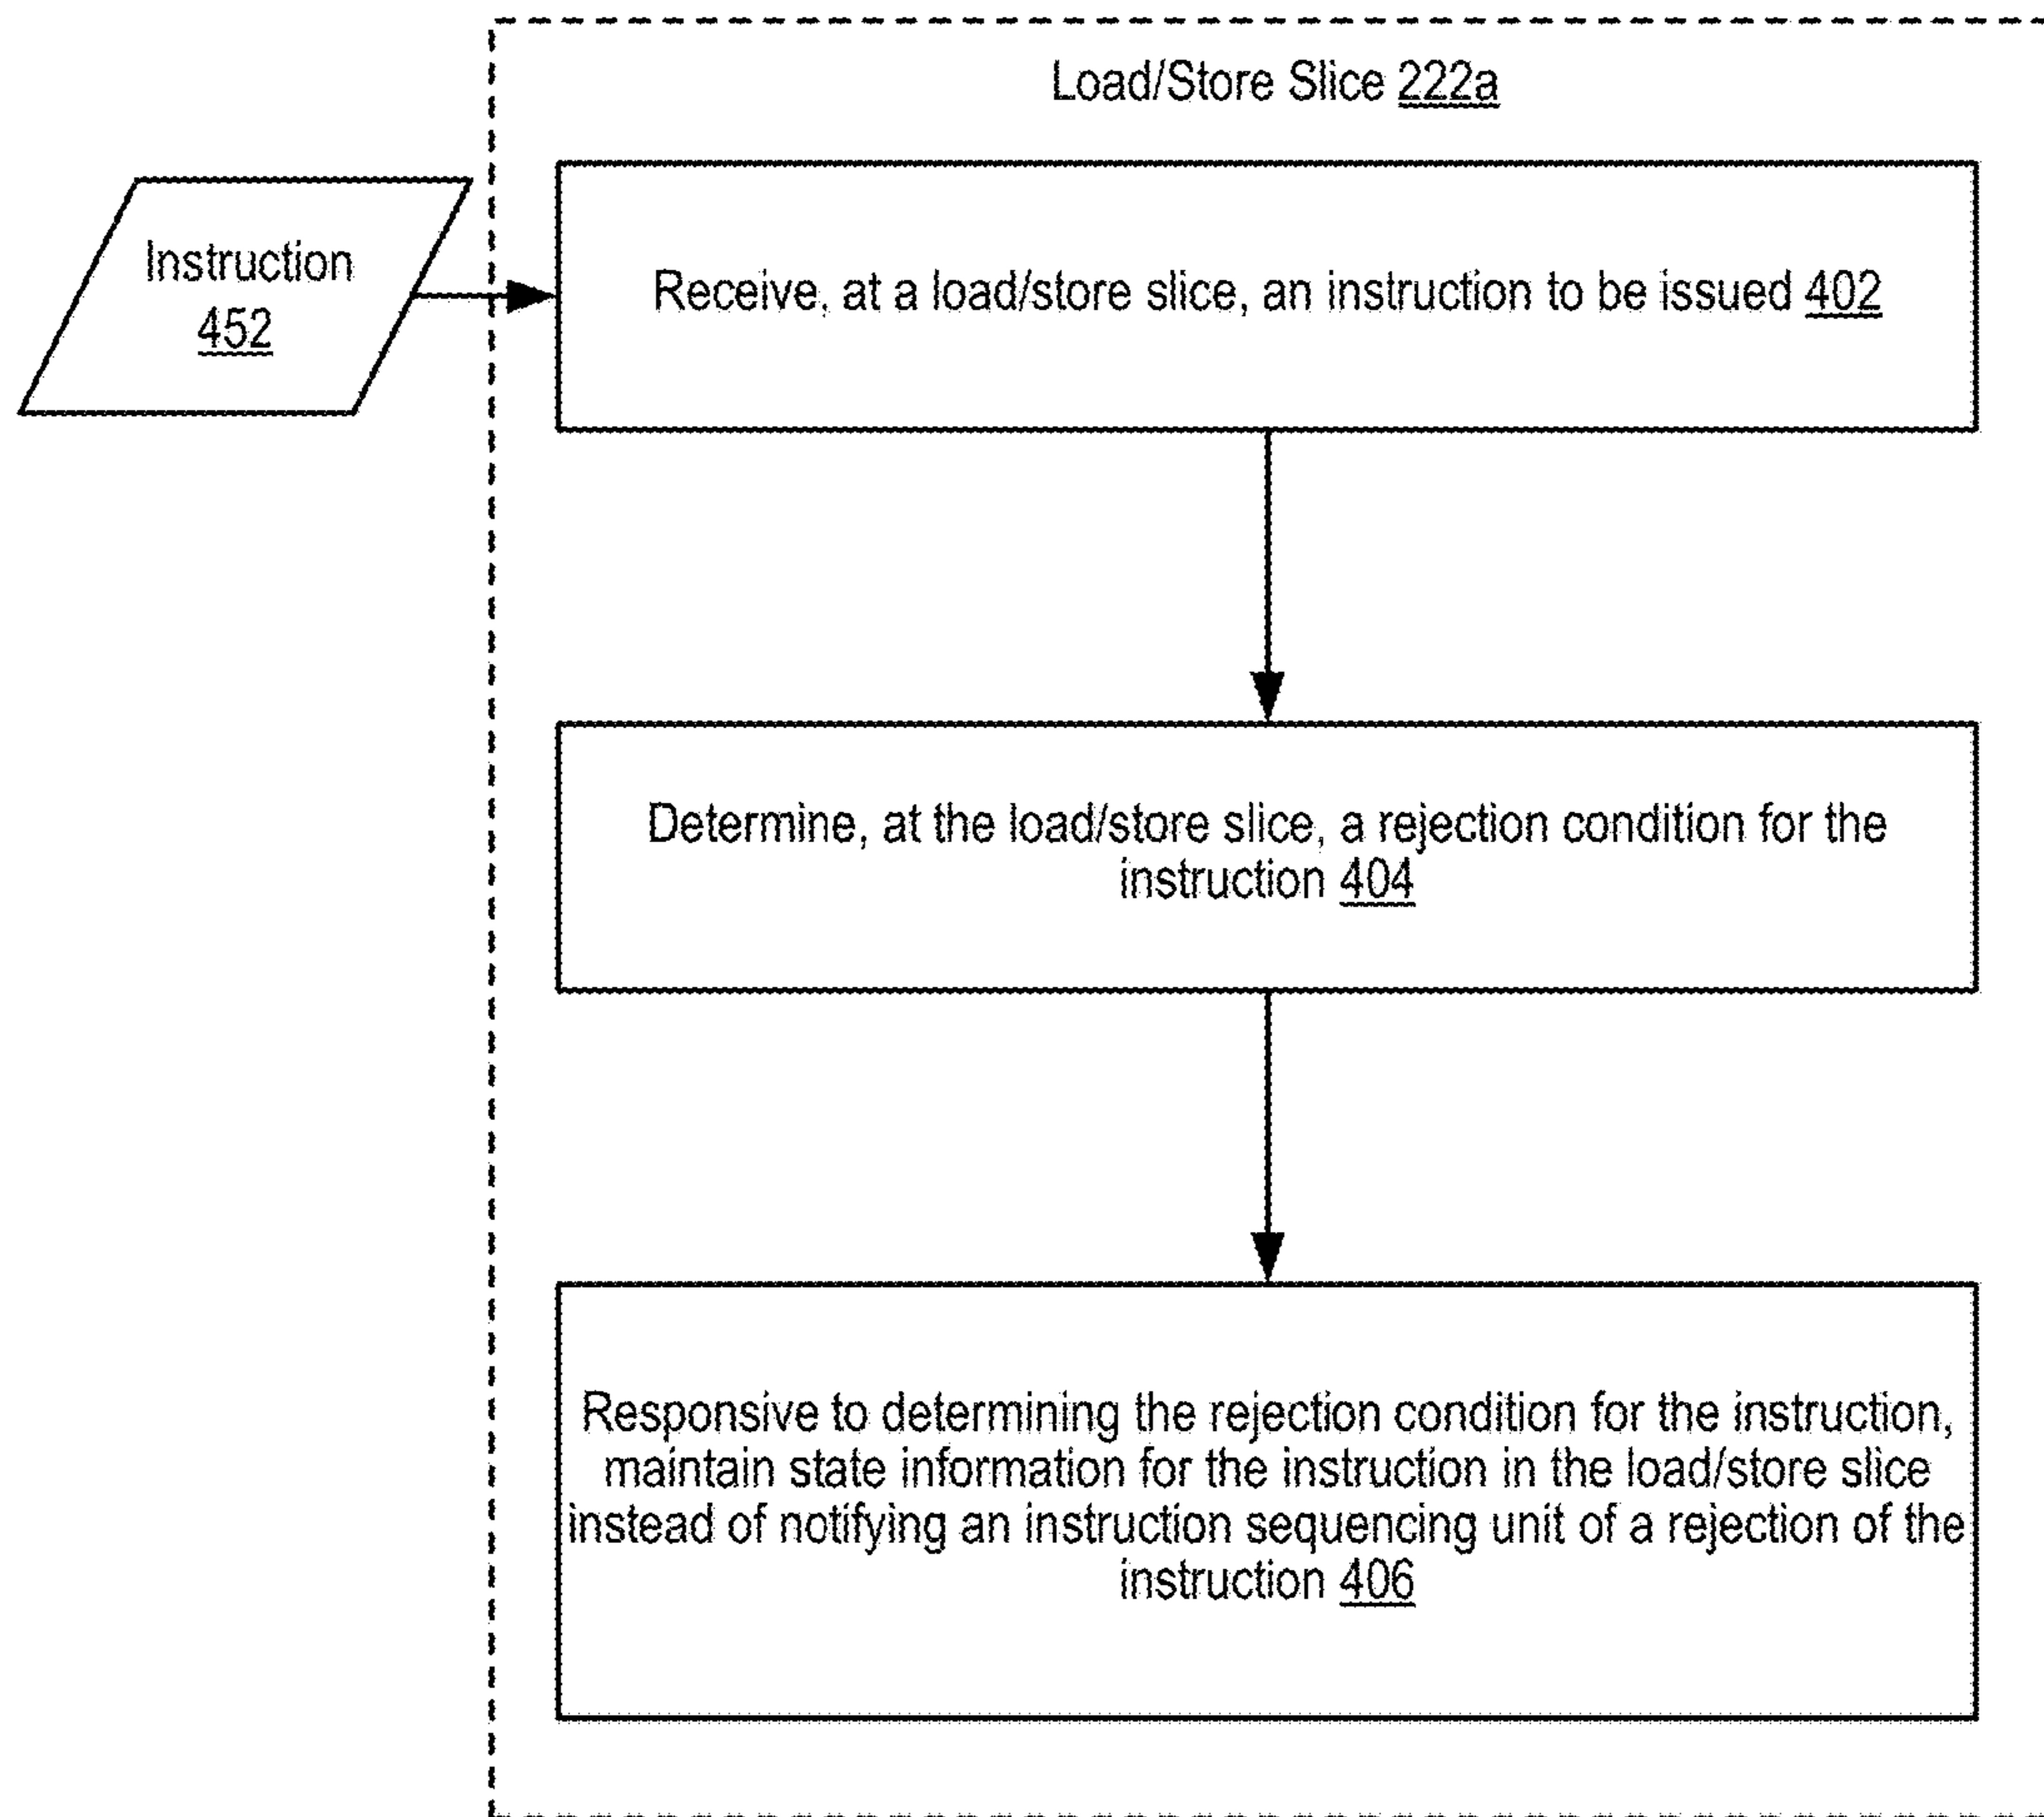 Load/Store Slice 222a
Instruction
452
Receive, at a load/store slice, an instruction to be issued 402
Determine, at the load/store slice, a rejection condition for the
instruction 404
Responsive to determining the rejection condition for the instruction,
maintain state information for the instruction in the load/store slice
instead of notifying an instruction sequencing unit of a rejection of the
instruction 406